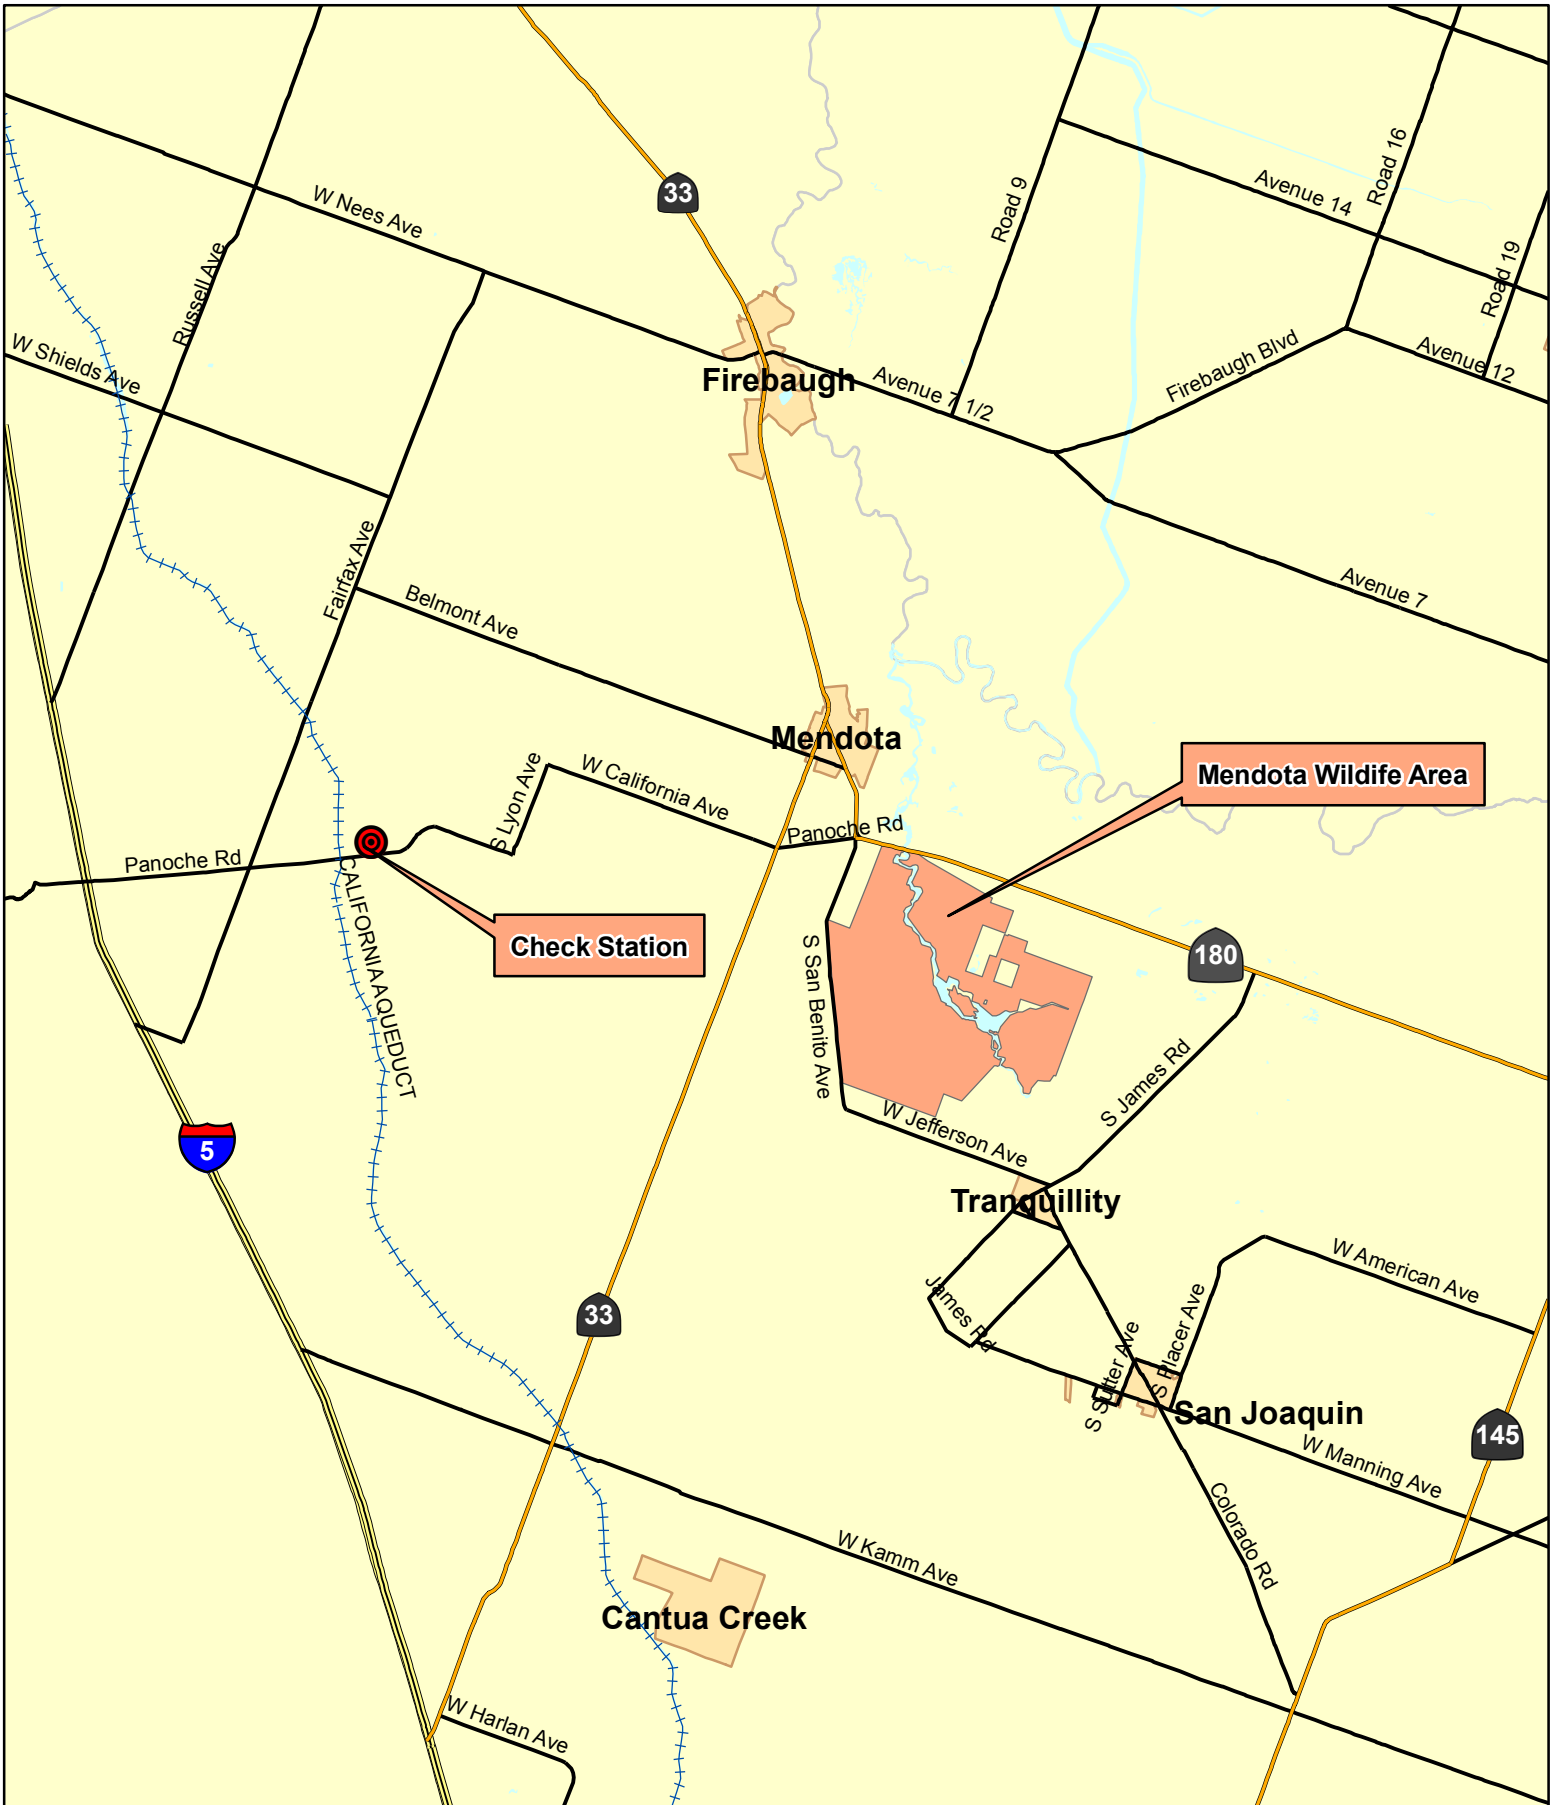 Road 16
Avenue 14
33
W Nees Ave
Road 9
Russell Ave
Road 19
W Shields Ave
Firebaugh
Avenue 7 1/2
Firebaugh Blvd
Avenue 12
Fairfax Ave
Belmont Ave
Avenue 7
Mendota
Mendota Wildife Area
S Lyon Ave
W California Ave
Panoche Rd
Panoche Rd
CALIFORNIA AQUEDUCT
Check Station
180
S San Benito Ave
S James Rd
5
W Jefferson Ave
Tranquillity
W American Ave
33
James Rd
S Placer Ave
S Sutter Ave
San Joaquin
145
W Manning Ave
Colorado Rd
W Kamm Ave
Cantua Creek
W Harlan Ave